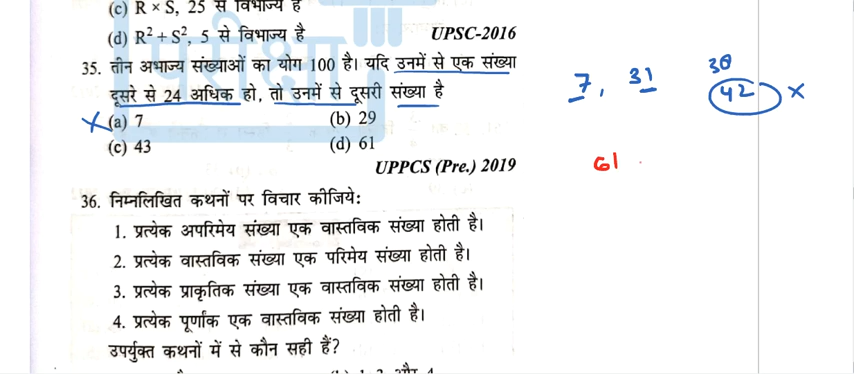 (c) R × S, 25 से विभाज्य है
(d) R² + S², 5 से विभाज्य है UPSC-2016
35. तीन अभाज्य संख्याओं का योग 100 है। यदि उनमें से एक संख्या
दूसरे से 24 अधिक हो, तो उनमें से दूसरी संख्या है
(a) 7 (b) 29
(c) 43 (d) 61
UPPCS (Pre.) 2019
7, 31
38
42 ×
61
36. निम्नलिखित कथनों पर विचार कीजिये:
1. प्रत्येक अपरिमेय संख्या एक वास्तविक संख्या होती है।
2. प्रत्येक वास्तविक संख्या एक परिमेय संख्या होती है।
3. प्रत्येक प्राकृतिक संख्या एक वास्तविक संख्या होती है।
4. प्रत्येक पूर्णांक एक वास्तविक संख्या होती है।
उपर्युक्त कथनों में से कौन सही हैं?